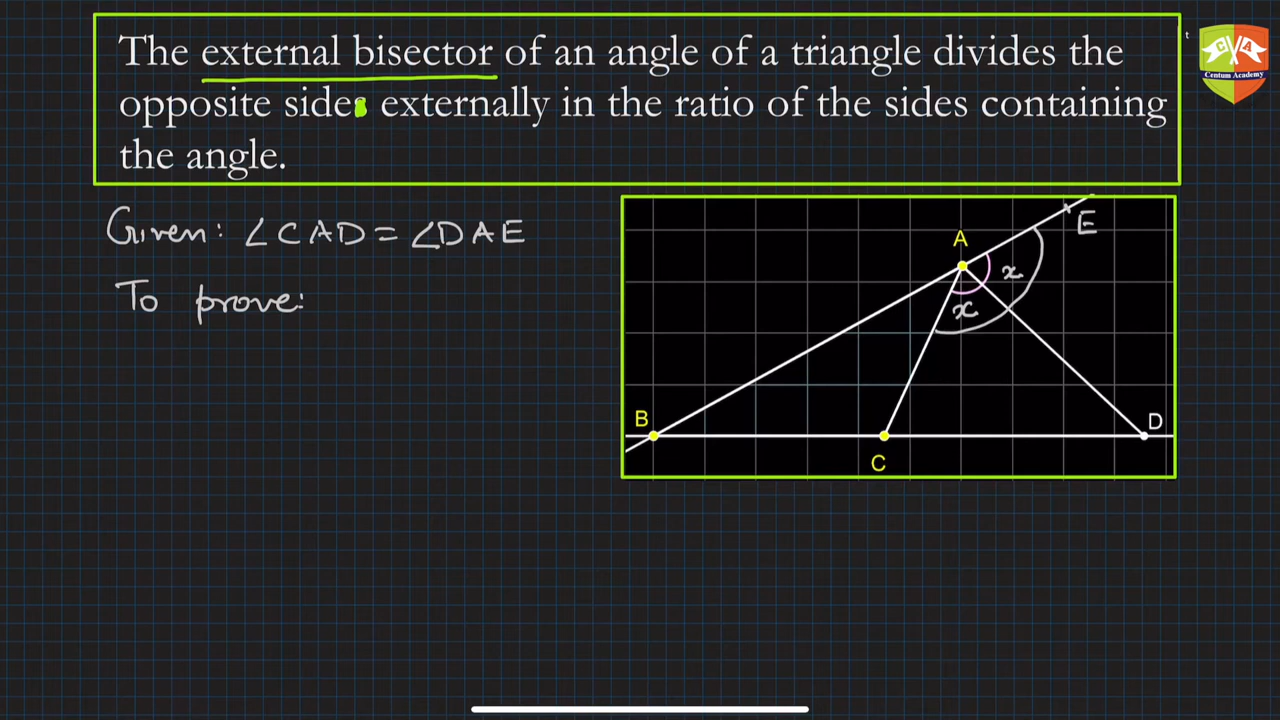 The external bisector of an angle of a triangle divides the
opposite sides externally in the ratio of the sides containing
the angle.
C A
Centum Academy
t
Given: ∠CAD = ∠DAE
To prove:
A
E
x
x
B
D
C